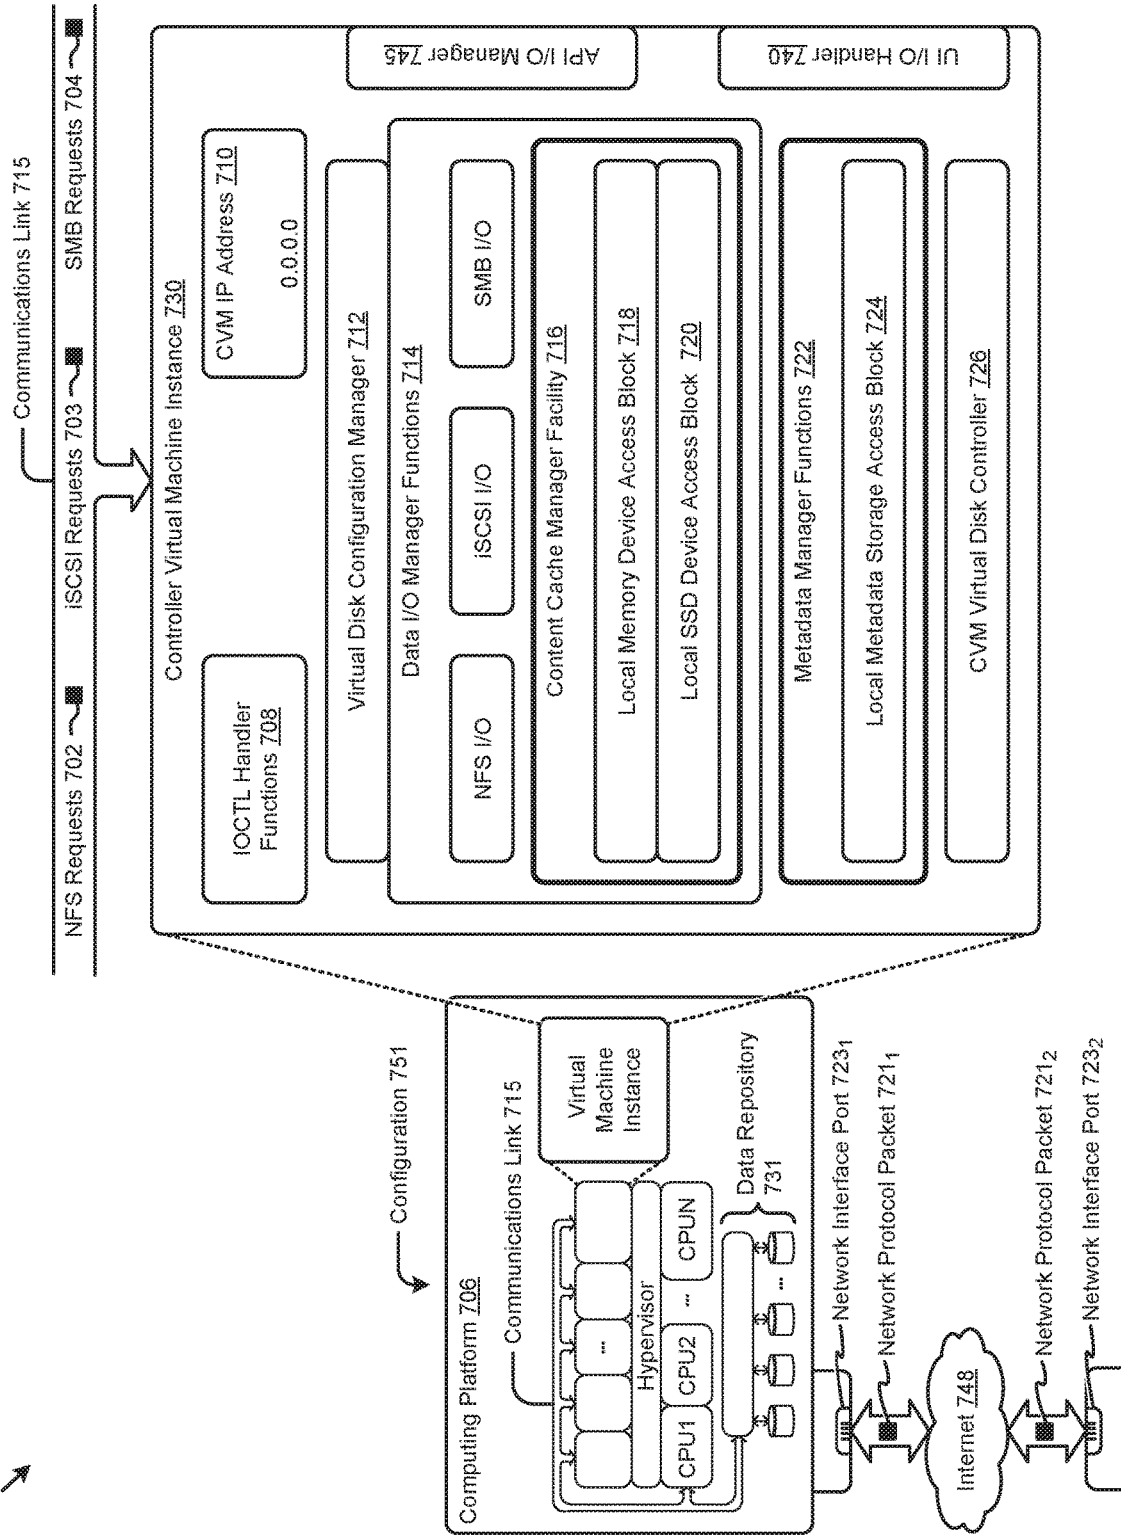 Communications Link 715
NFS Requests 702
iSCSI Requests 703
SMB Requests 704
Controller Virtual Machine Instance 730
IOCTL Handler
Functions 708
CVM IP Address 710
0.0.0.0
Virtual Disk Configuration Manager 712
Data I/O Manager Functions 714
NFS I/O
iSCSI I/O
SMB I/O
Content Cache Manager Facility 716
Local Memory Device Access Block 718
Local SSD Device Access Block 720
Metadata Manager Functions 722
Local Metadata Storage Access Block 724
CVM Virtual Disk Controller 726
API I/O Manager 745
UI I/O Handler 740
Configuration 751
Computing Platform 706
Communications Link 715
Virtual
Machine
Instance
...
Hypervisor
CPU1
CPU2
...
CPUN
Data Repository
731
...
Network Interface Port 723₁
Network Protocol Packet 721₁
Internet 748
Network Protocol Packet 721₂
Network Interface Port 723₂